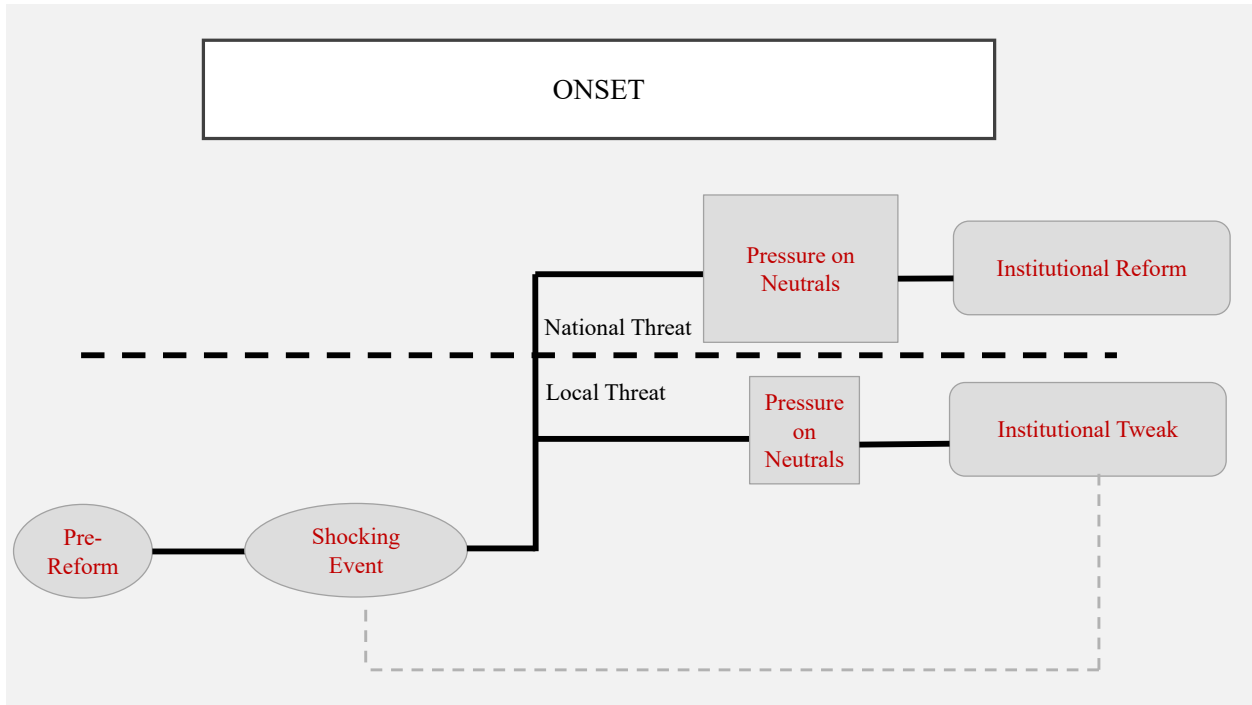 ONSET
Pressure on
Neutrals
Institutional Reform
National Threat
Local Threat
Pressure
on
Neutrals
Institutional Tweak
Pre-
Reform
Shocking
Event